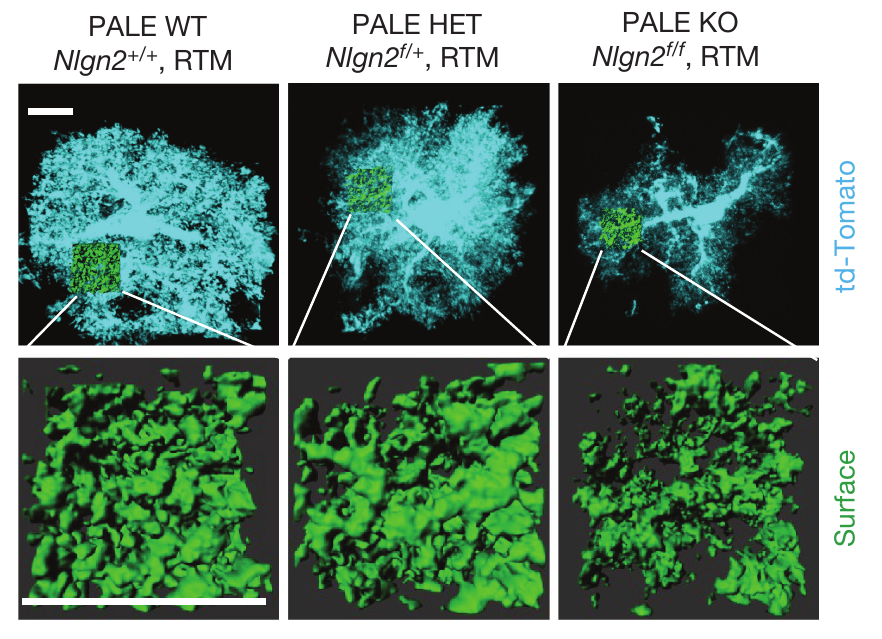 PALE WT
Nlgn2+/+, RTM
PALE HET
Nlgn2f/+, RTM
PALE KO
Nlgn2f/f, RTM
td-Tomato
Surface